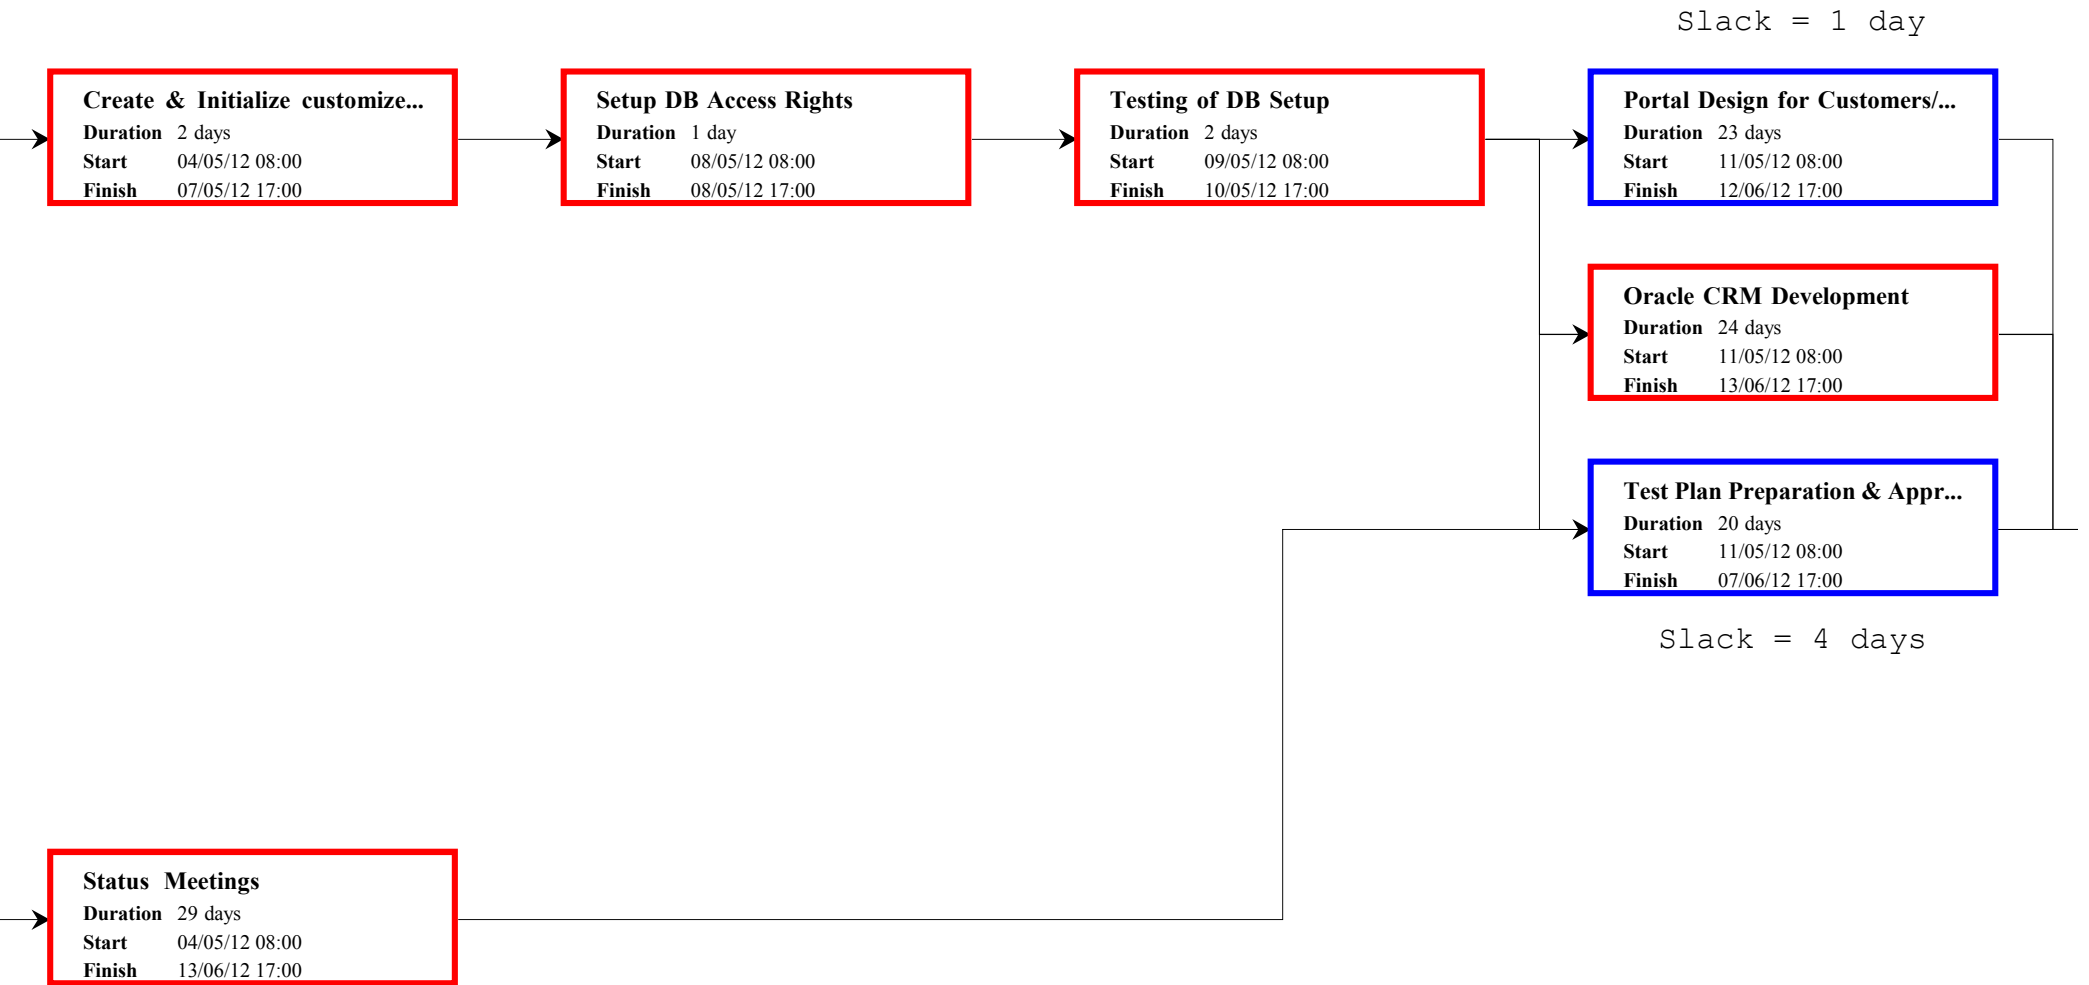 Slack = 1 day
Create & Initialize customize...
Duration 2 days
Start 04/05/12 08:00
Finish 07/05/12 17:00
Setup DB Access Rights
Duration 1 day
Start 08/05/12 08:00
Finish 08/05/12 17:00
Testing of DB Setup
Duration 2 days
Start 09/05/12 08:00
Finish 10/05/12 17:00
Portal Design for Customers/...
Duration 23 days
Start 11/05/12 08:00
Finish 12/06/12 17:00
Oracle CRM Development
Duration 24 days
Start 11/05/12 08:00
Finish 13/06/12 17:00
Test Plan Preparation & Appr...
Duration 20 days
Start 11/05/12 08:00
Finish 07/06/12 17:00
Slack = 4 days
Status Meetings
Duration 29 days
Start 04/05/12 08:00
Finish 13/06/12 17:00